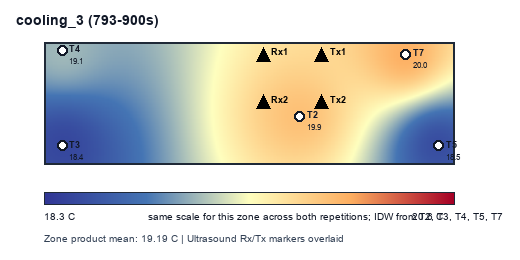 cooling_3 (793-900s)
T4
19.1
Rx1
Tx1
T7
20.0
Rx2
Tx2
T2
19.9
T3
18.4
T5
18.5
18.3 C
same scale for this zone across both repetitions; IDW from T2, T3, T4, T5, T7
Zone product mean: 19.19 C | Ultrasound Rx/Tx markers overlaid